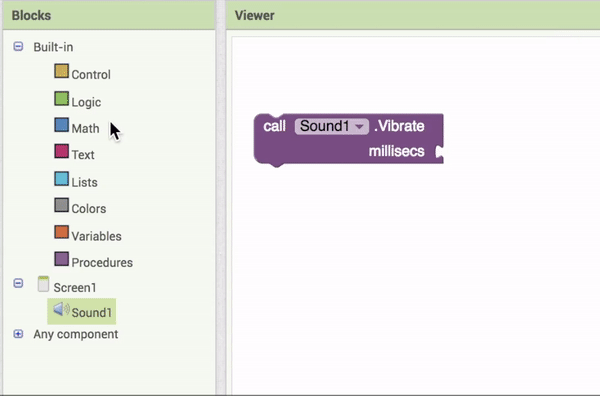 Blocks
Viewer
Built-in
Control
Logic
Math
Text
Lists
Colors
Variables
Procedures
Screen1
Sound1
Any component
call Sound1 .Vibrate
millisecs